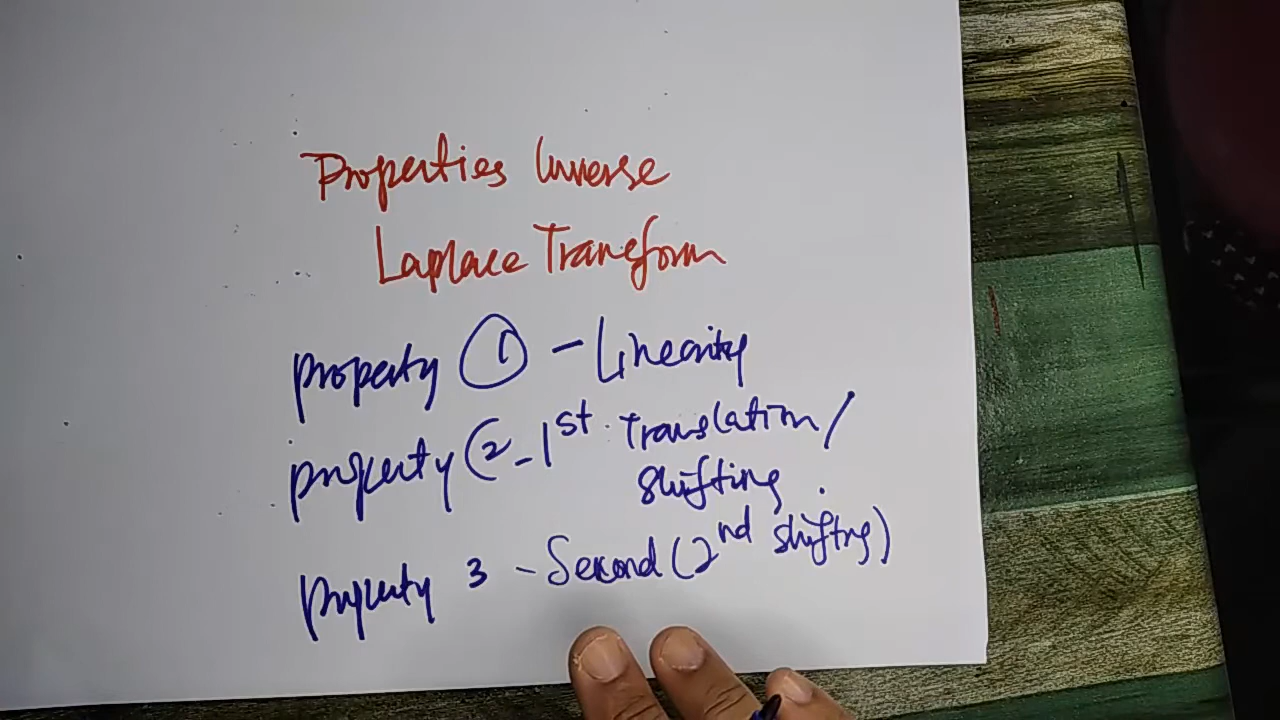 Properties Inverse
Laplace Transform
property 1 - Linearity
property (2 - 1st translation/
shifting.
property 3 - Second (2nd shifting)